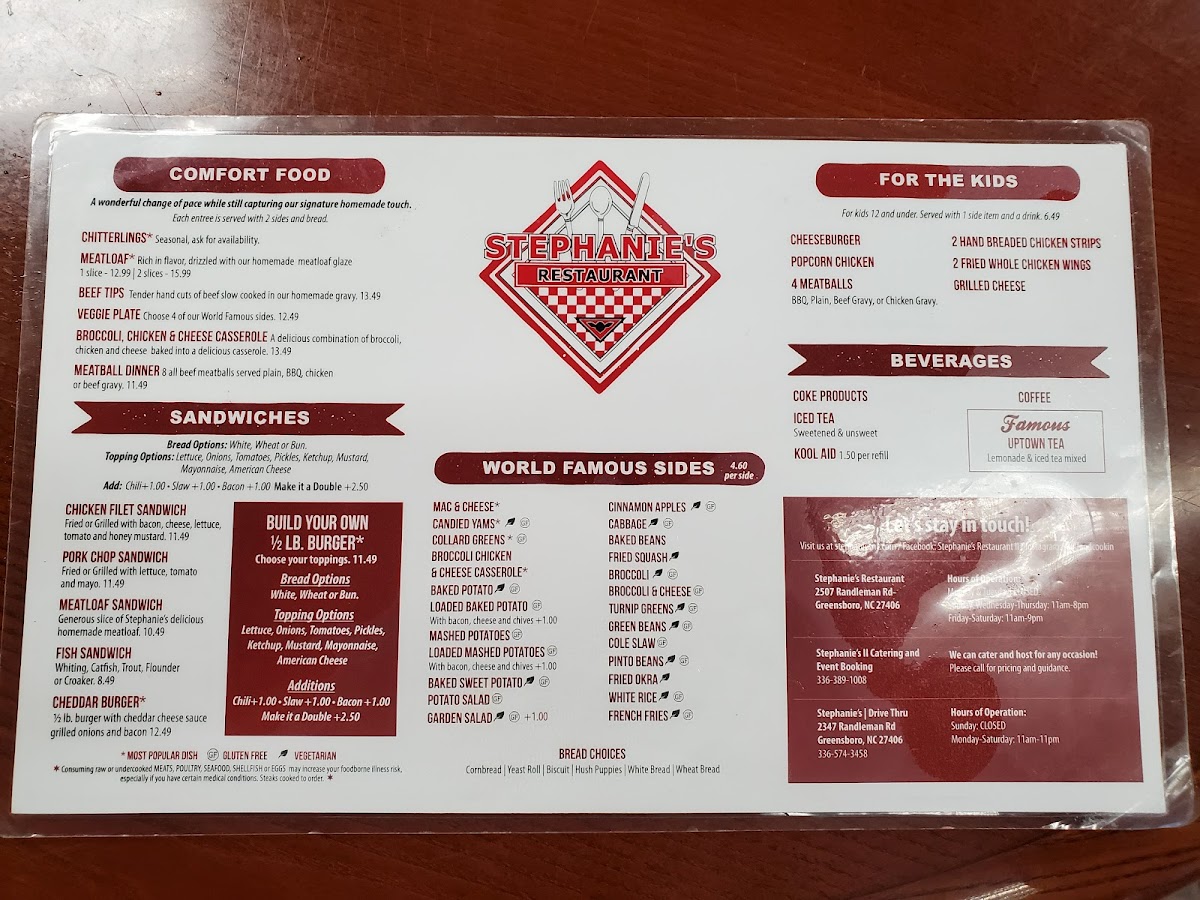 COMFORT FOOD
A wonderful change of pace while still capturing our signature homemade touch.
Each entree is served with 2 sides and bread.
CHITTERLINGS* Seasonal, ask for availability.
MEATLOAF* Rich in flavor, drizzled with our homemade meatloaf glaze
1 slice - 12.99 | 2 slices - 15.99
BEEF TIPS Tender hand cuts of beef slow cooked in our homemade gravy. 13.49
VEGGIE PLATE Choose 4 of our World Famous sides. 12.49
BROCCOLI, CHICKEN & CHEESE CASSEROLE A delicious combination of broccoli,
chicken and cheese baked into a delicious casserole. 13.49
MEATBALL DINNER 8 all beef meatballs served plain, BBQ, chicken
or beef gravy. 11.49
SANDWICHES
Bread Options: White, Wheat or Bun.
Topping Options: Lettuce, Onions, Tomatoes, Pickles, Ketchup, Mustard,
Mayonnaise, American Cheese
Add: Chili+1.00 • Slaw +1.00 • Bacon +1.00 Make it a Double +2.50
CHICKEN FILET SANDWICH
Fried or Grilled with bacon, cheese, lettuce,
tomato and honey mustard. 11.49
PORK CHOP SANDWICH
Fried or Grilled with lettuce, tomato
and mayo. 11.49
MEATLOAF SANDWICH
Generous slice of Stephanie's delicious
homemade meatloaf. 10.49
FISH SANDWICH
Whiting, Catfish, Trout, Flounder
or Croaker. 8.49
CHEDDAR BURGER*
½ lb. burger with cheddar cheese sauce
grilled onions and bacon 12.49
BUILD YOUR OWN
½ LB. BURGER*
Choose your toppings. 11.49
Bread Options
White, Wheat or Bun.
Topping Options
Lettuce, Onions, Tomatoes, Pickles,
Ketchup, Mustard, Mayonnaise,
American Cheese
Additions
Chili+1.00 • Slaw +1.00 • Bacon +1.00
Make it a Double +2.50
* MOST POPULAR DISH GF GLUTEN FREE VEGETARIAN
* Consuming raw or undercooked MEATS, POULTRY, SEAFOOD, SHELLFISH or EGGS may increase your foodborne illness risk,
especially if you have certain medical conditions. Steaks cooked to order. *
STEPHANIE'S
RESTAURANT
WORLD FAMOUS SIDES 4.60
per side
MAC & CHEESE*
CANDIED YAMS* GF
COLLARD GREENS * GF
BROCCOLI CHICKEN
& CHEESE CASSEROLE*
BAKED POTATO GF
LOADED BAKED POTATO GF
With bacon, cheese and chives +1.00
MASHED POTATOES GF
LOADED MASHED POTATOES GF
With bacon, cheese and chives +1.00
BAKED SWEET POTATO GF
POTATO SALAD GF
GARDEN SALAD GF +1.00
CINNAMON APPLES GF
CABBAGE GF
BAKED BEANS
FRIED SQUASH
BROCCOLI GF
BROCCOLI & CHEESE GF
TURNIP GREENS GF
GREEN BEANS GF
COLE SLAW GF
PINTO BEANS GF
FRIED OKRA
WHITE RICE GF
FRENCH FRIES GF
BREAD CHOICES
Cornbread | Yeast Roll | Biscuit | Hush Puppies | White Bread | Wheat Bread
FOR THE KIDS
For kids 12 and under. Served with 1 side item and a drink. 6.49
CHEESEBURGER
POPCORN CHICKEN
4 MEATBALLS
BBQ, Plain, Beef Gravy, or Chicken Gravy.
2 HAND BREADED CHICKEN STRIPS
2 FRIED WHOLE CHICKEN WINGS
GRILLED CHEESE
BEVERAGES
COKE PRODUCTS
ICED TEA
Sweetened & unsweet
KOOL AID 1.50 per refill
COFFEE
Famous
UPTOWN TEA
Lemonade & iced tea mixed
Let's stay in touch!
Visit us at / Facebook: Stephanie's Restaurant
Stephanie's Restaurant
2507 Randleman Rd
Greensboro, NC 27406
Hours of Operation:
Wednesday-Thursday: 11am-8pm
Friday-Saturday: 11am-9pm
Stephanie's II Catering and
Event Booking
336-389-1008
We can cater and host for any occasion!
Please call for pricing and guidance.
Stephanie's | Drive Thru
2347 Randleman Rd
Greensboro, NC 27406
336-574-3458
Hours of Operation:
Sunday: CLOSED
Monday-Saturday: 11am-11pm